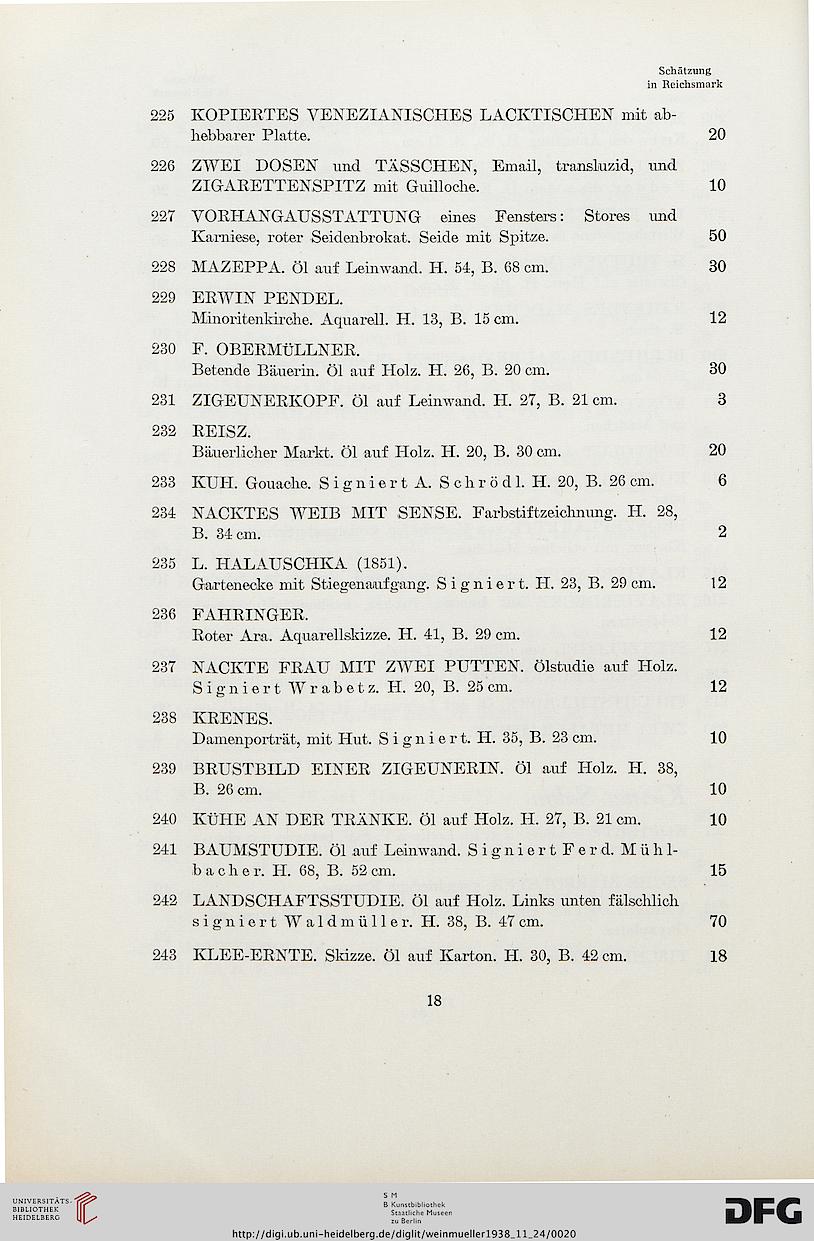 Schätzung
in Reichsmark
225 KOPIERTES VENEZIANISCHES LACKTISCHEN mit ab-
hebbarer Platte. 20
226 ZWEI DOSEN und TÄSSCHEN, Email, transluzid, und
ZIGARETTENSPITZ mit Guilloche. 10
227 VORHANGAUSSTATTUNG eines Fensters: Stores und
Karniese, roter Seidenbrokat. Seide mit Spitze. 50
228 MAZEPPA. Öl auf Leinwand. H. 54, B. 68 cm. 30
229 ERWIN PENDEL.
Minoritenkirche. Aquarell. H. 13, B. 15 cm. 12
230 F. OBERMÜLLNER.
Betende Bäuerin. Öl auf Holz. H. 26, B. 20 cm. 30
231 ZIGEUNERKOPF. Öl auf Leinwand. H. 27, B. 21 cm. 3
232 REISZ.
Bäuerlicher Markt. Öl auf Holz. H. 20, B. 30 cm. 20
233 KUH. Gouache. Signiert A. Schrödl. H. 20, B. 26 cm. 6
234 NACKTES WEIB MIT SENSE. Farbstiftzeichnung. H. 28,
B. 34 cm. 2
235 L. HALAUSCHKA (1851).
Gartenecke mit Stiegenaufgang. Signiert. H. 23, B. 29 cm. 12
236 FAHRINGER.
Roter Ara. Aquarellskizze. H. 41, B. 29 cm. 12
237 NACKTE FRAU MIT ZWEI PUTTEN. Ölstudie auf Holz.
Signiert Wrabetz. H. 20, B. 25 cm. 12
238 KRENES.
Damenporträt, mit Hut. Signiert. H. 35, B. 23 cm. 10
239 BRUSTBILD EINER ZIGEUNERIN. Öl auf Holz. H. 38,
B. 26 cm. 10
240 KÜHE AN DER TRÄNKE. Öl auf Holz. H. 27, B. 21 cm. 10
241 BAUMSTUDIE. Öl auf Leinwand. Signiert Ferd. Mühl-
bacher. H. 68, B. 52 cm. 15
242 LANDSCHAFTSSTUDIE. Öl auf Holz. Links unten fälschlich
signiert Waldmüller. H. 38, B. 47 cm. 70
243 KLEE-ERNTE. Skizze. Öl auf Karton. H. 30, B. 42 cm. 18
18
UNIVERSITÄTS-
BIBLIOTHEK
HEIDELBERG
S M
B Kunstbibliothek
Staatliche Museen
zu Berlin
DFG
http://digi.ub.uni-heidelberg.de/diglit/weinmueller1938_11_24/0020